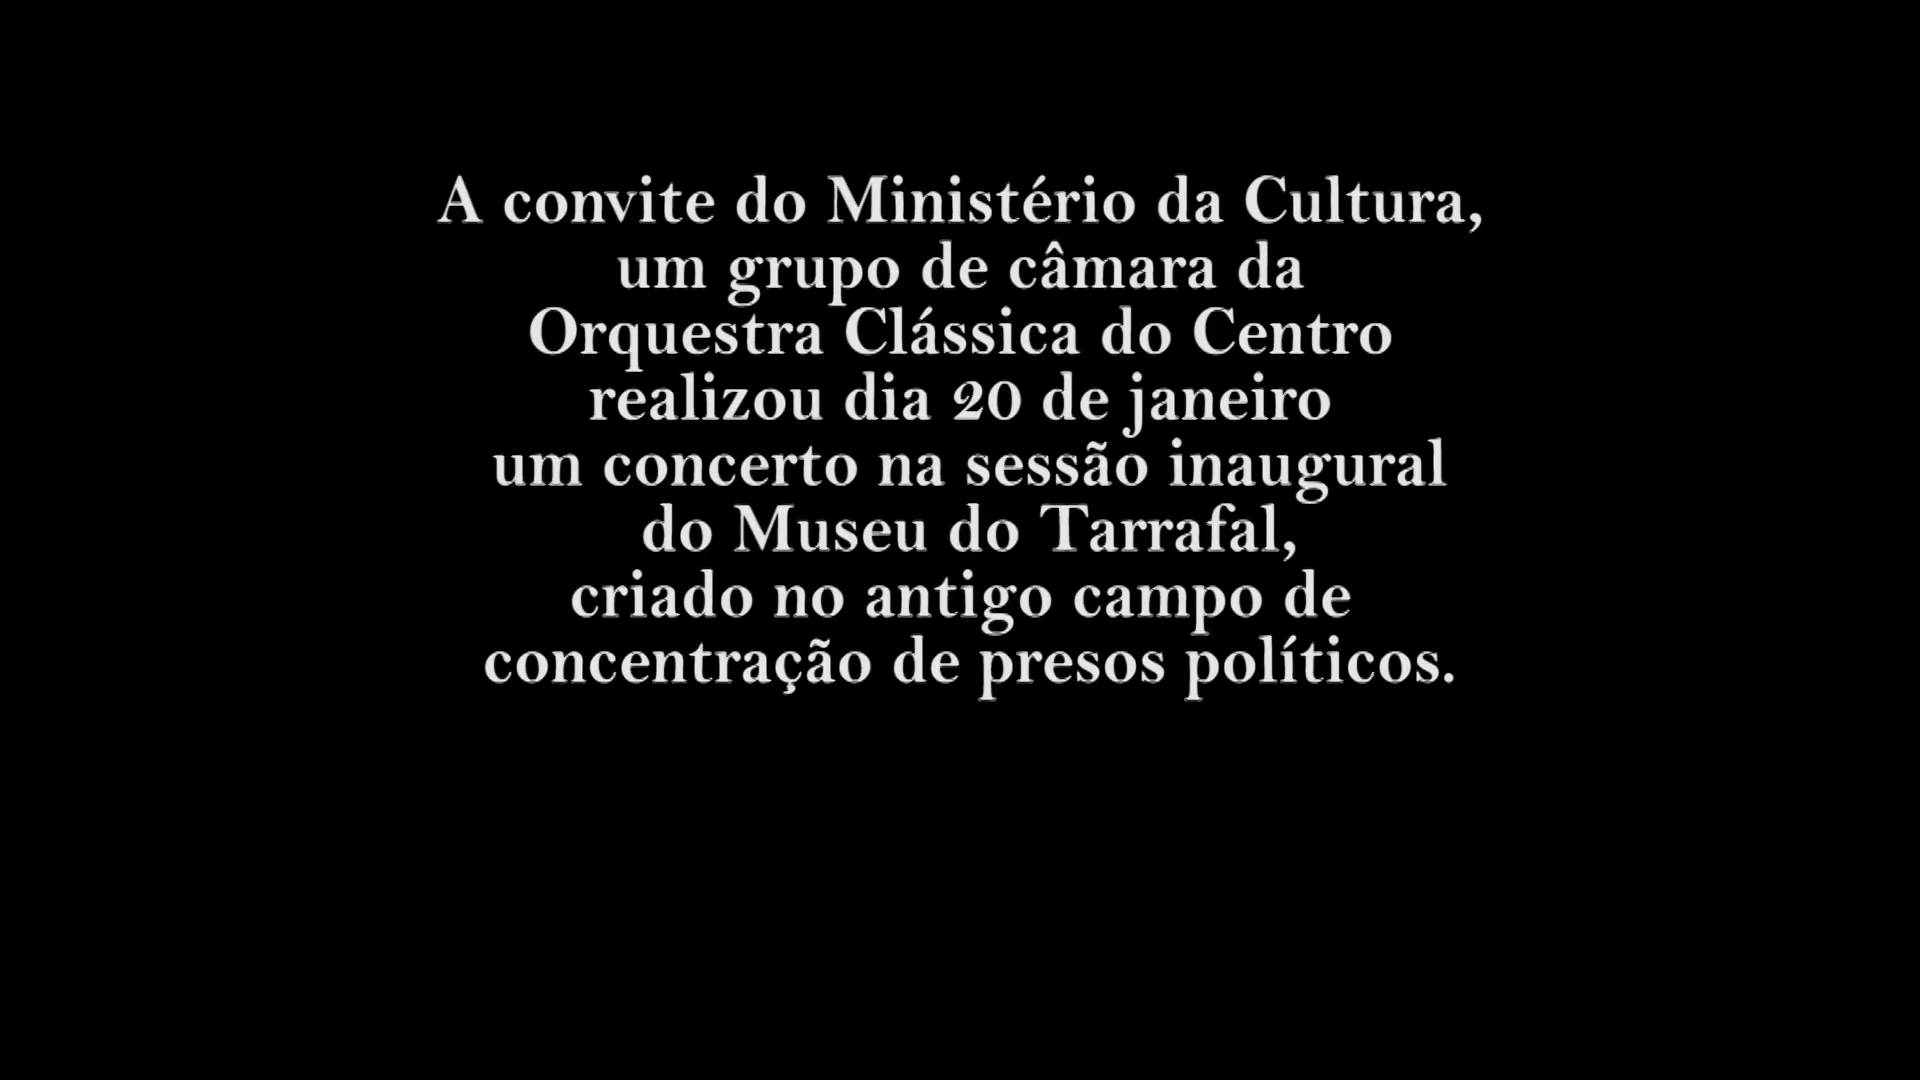 A convite do Ministério da Cultura,
um grupo de câmara da
Orquestra Clássica do Centro
realizou dia 20 de janeiro
um concerto na sessão inaugural
do Museu do Tarrafal,
criado no antigo campo de
concentração de presos políticos.